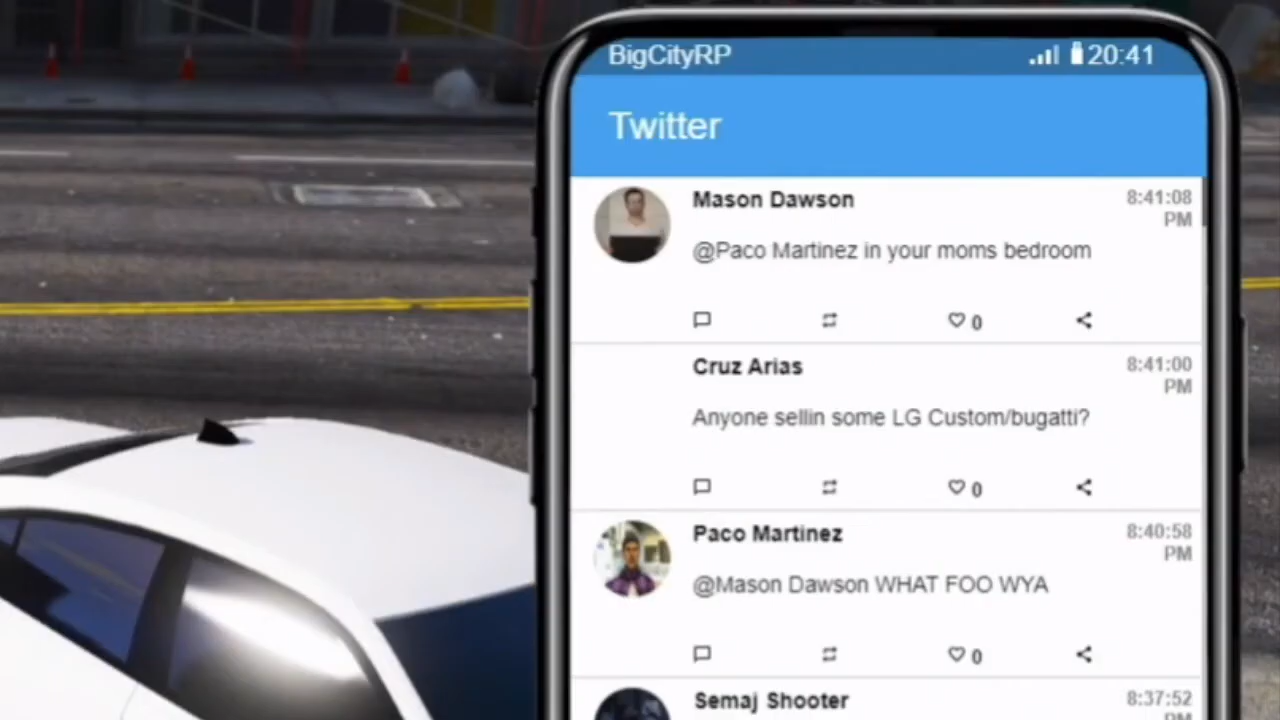 BigCityRP 20:41
Twitter
Mason Dawson 8:41:08
PM
@Paco Martinez in your moms bedroom
0
Cruz Arias 8:41:00
PM
Anyone sellin some LG Custom/bugatti?
0
Paco Martinez 8:40:58
PM
@Mason Dawson WHAT FOO WYA
0
Semaj Shooter 8:37:52
PM